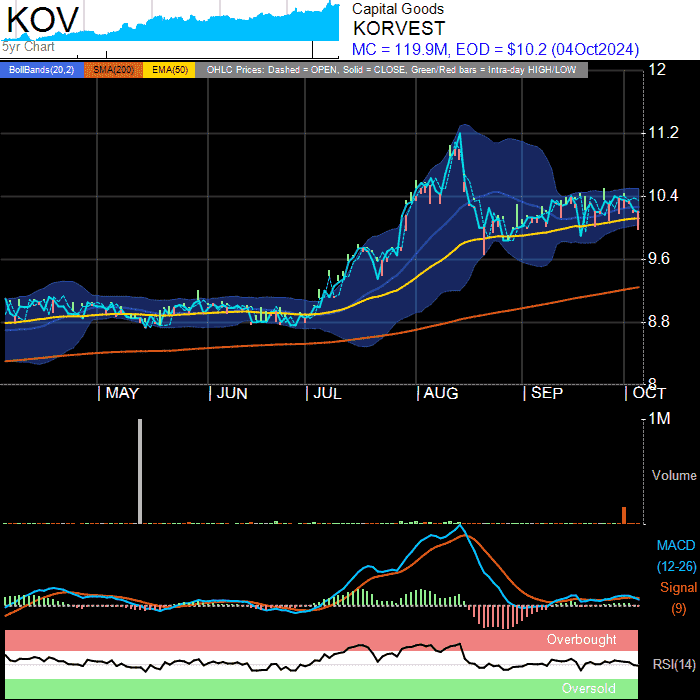 KOV
5yr Chart
Capital Goods
KORVEST
MC = 119.9M, EOD = $10.2 (04Oct2024)
BollBands(20,2) SMA(200) EMA(50) OHLC Prices: Dashed = OPEN, Solid = CLOSE, Green/Red bars = Intra-day HIGH/LOW
12
11.2
10.4
9.6
8.8
8
MAY JUN JUL AUG SEP OCT
1M
Volume
MACD
(12-26)
Signal
(9)
Overbought
RSI(14)
Oversold